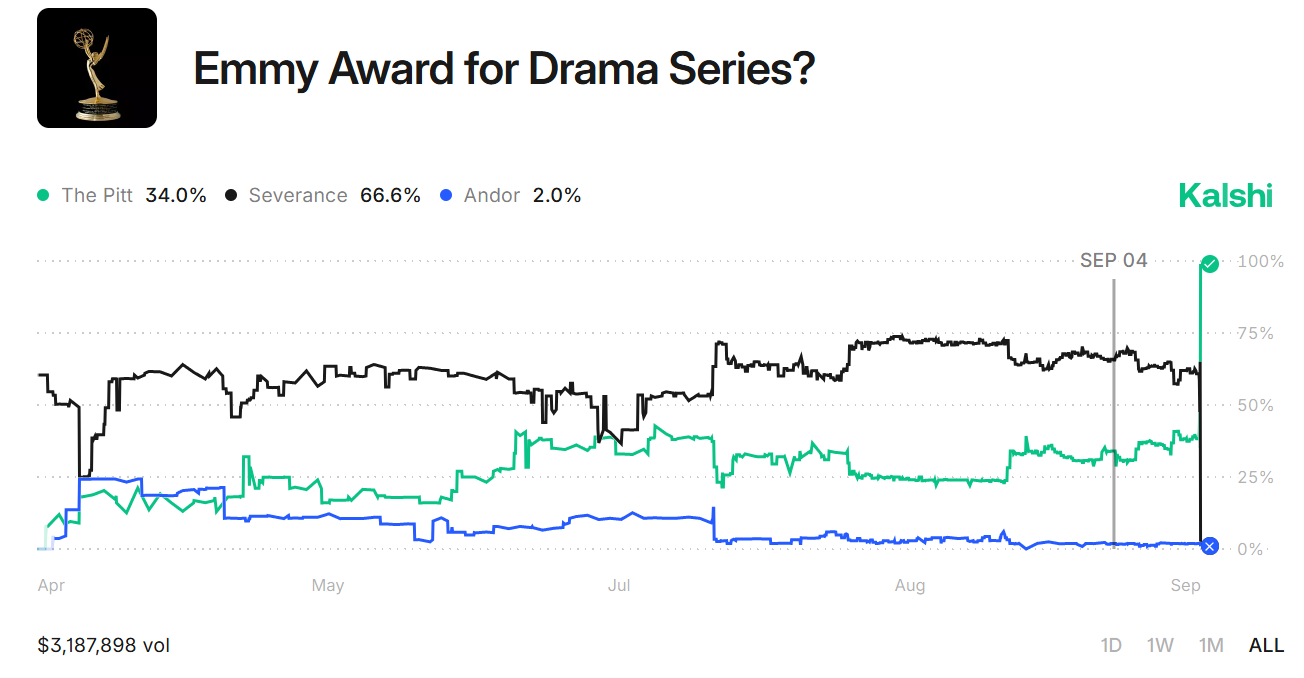 Emmy Award for Drama Series?
The Pitt 34.0% Severance 66.6% Andor 2.0%
Kalshi
SEP 04
100%
75%
50%
25%
0%
Apr May Jul Aug Sep
$3,187,898 vol
1D 1W 1M ALL